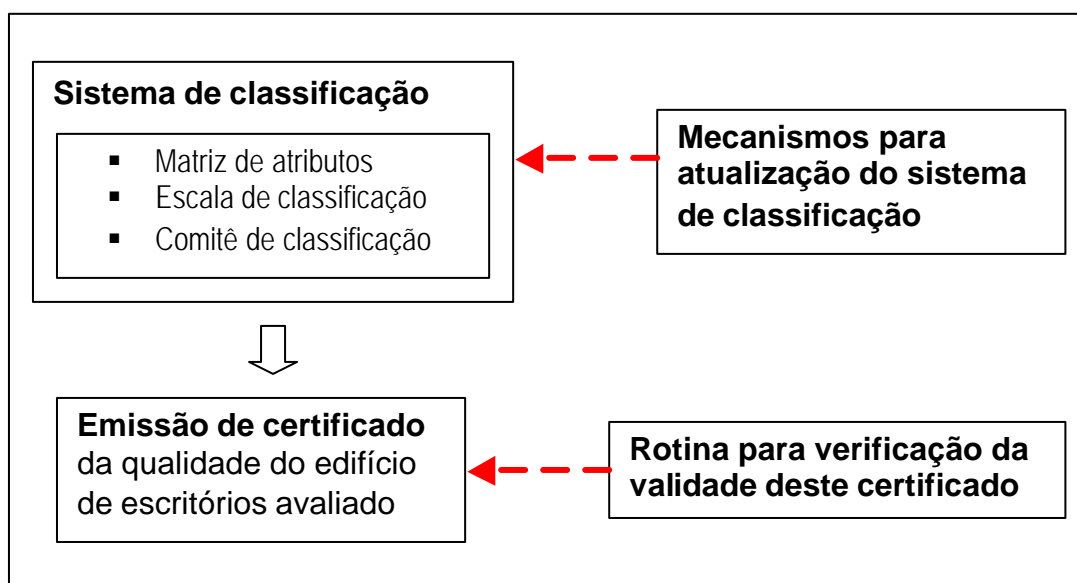 Sistema de classificação
▪ Matriz de atributos
▪ Escala de classificação
▪ Comitê de classificação
Mecanismos para
atualização do sistema
de classificação
Emissão de certificado
da qualidade do edifício
de escritórios avaliado
Rotina para verificação da
validade deste certificado